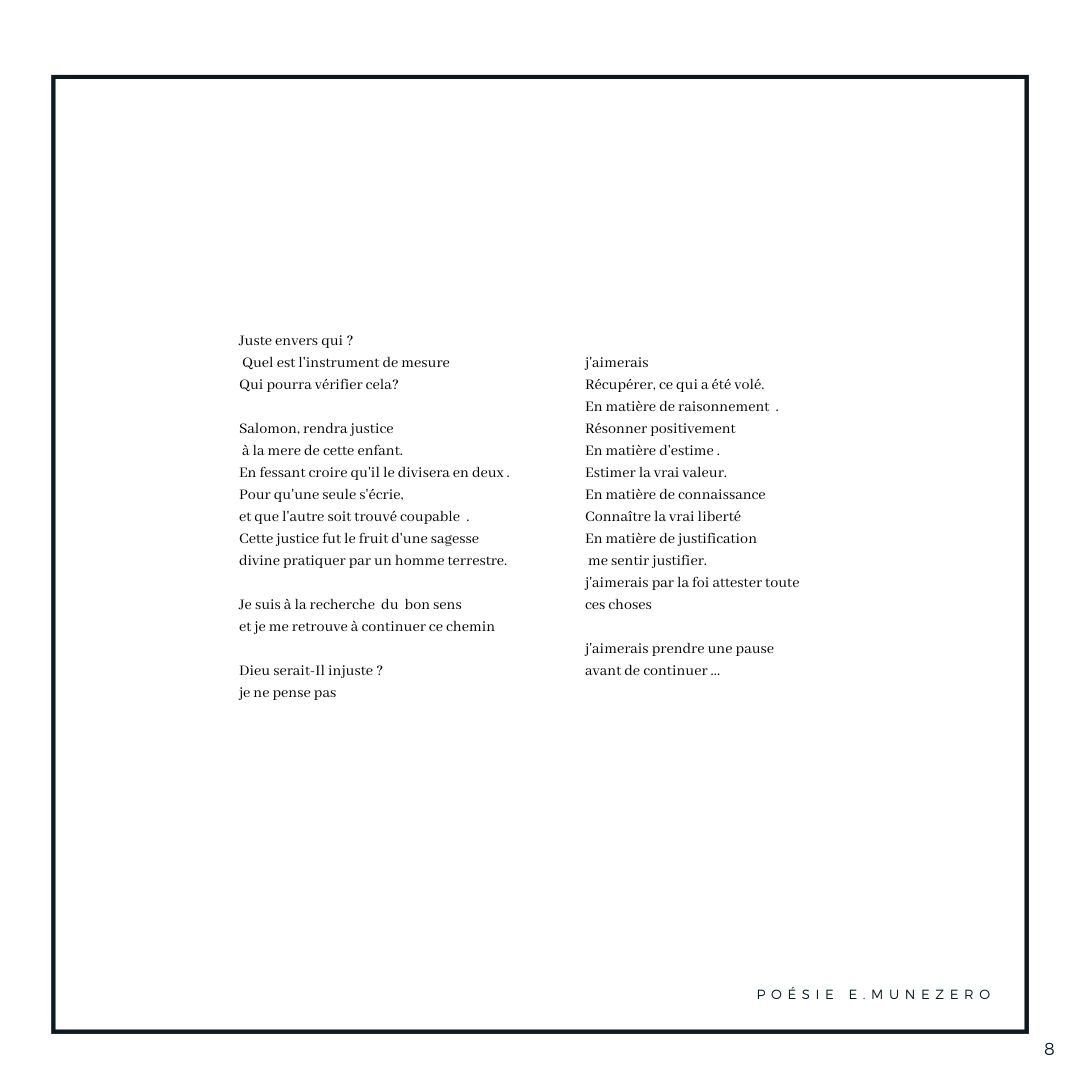 Juste envers qui ?
Quel est l'instrument de mesure
Qui pourra vérifier cela?
Salomon, rendra justice
à la mere de cette enfant.
En fessant croire qu'il le divisera en deux .
Pour qu'une seule s'écrie,
et que l'autre soit trouvé coupable  .
Cette justice fut le fruit d'une sagesse
divine pratiquer par un homme terrestre.
Je suis à la recherche  du  bon sens
et je me retrouve à continuer ce chemin
Dieu serait-Il injuste ?
je ne pense pas
j'aimerais
Récupérer, ce qui a été volé.
En matière de raisonnement  .
Résonner positivement
En matière d'estime .
Estimer la vrai valeur.
En matière de connaissance
Connaître la vrai liberté
En matière de justification
me sentir justifier.
j'aimerais par la foi attester toute
ces choses
j'aimerais prendre une pause
avant de continuer ...
POÉSIE E.MUNEZERO
8